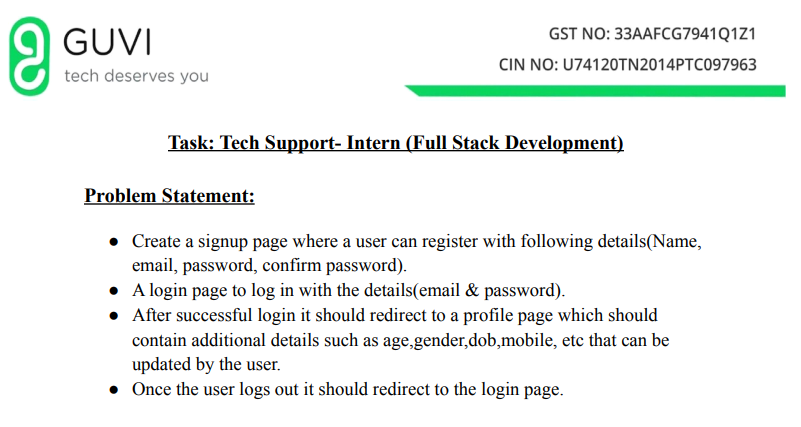 GUVI
tech deserves you
GST NO: 33AAFCG7941Q1Z1
CIN NO: U74120TN2014PTC097963
Task: Tech Support- Intern (Full Stack Development)
Problem Statement:
● Create a signup page where a user can register with following details(Name,
email, password, confirm password).
● A login page to log in with the details(email & password).
● After successful login it should redirect to a profile page which should
contain additional details such as age,gender,dob,mobile, etc that can be
updated by the user.
● Once the user logs out it should redirect to the login page.